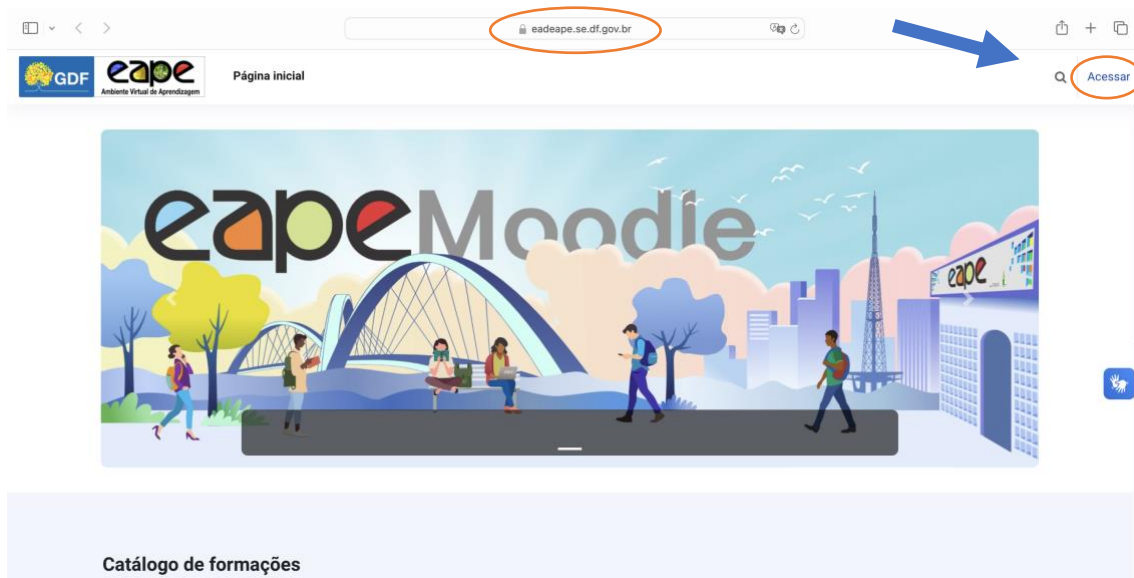 eadeape.se.df.gov.br
GDF
eape
Ambiente Virtual de Aprendizagem
Página inicial
Acessar
eapeMoodle
eape
Catálogo de formações